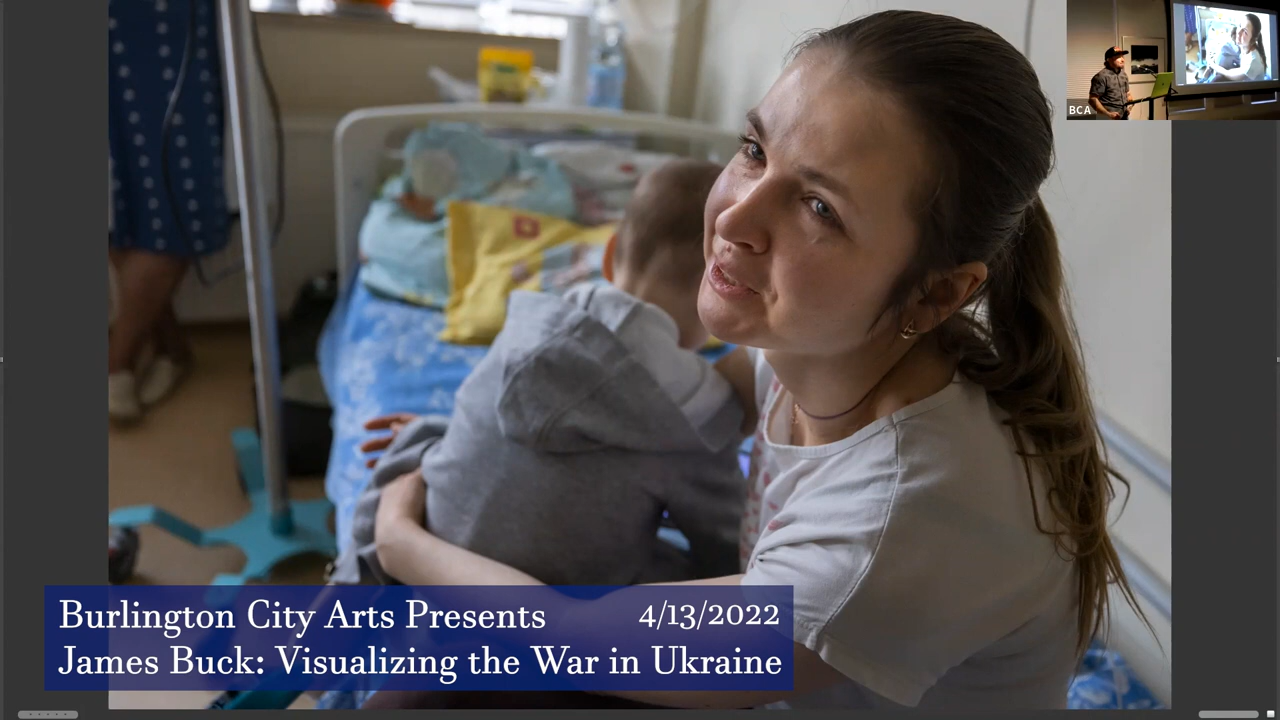 BCA
Burlington City Arts Presents 4/13/2022
James Buck: Visualizing the War in Ukraine